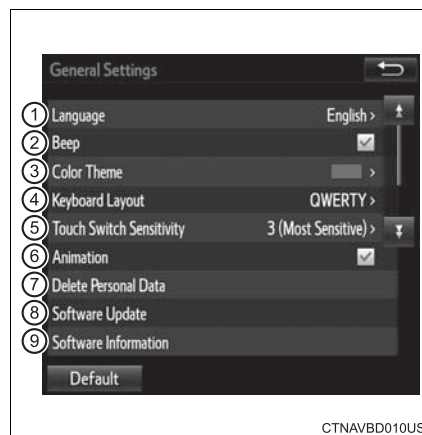 General Settings
1 Language English >
2 Beep
3 Color Theme >
4 Keyboard Layout QWERTY >
5 Touch Switch Sensitivity 3 (Most Sensitive) >
6 Animation
7 Delete Personal Data
8 Software Update
9 Software Information
Default
CTNAVBD010US